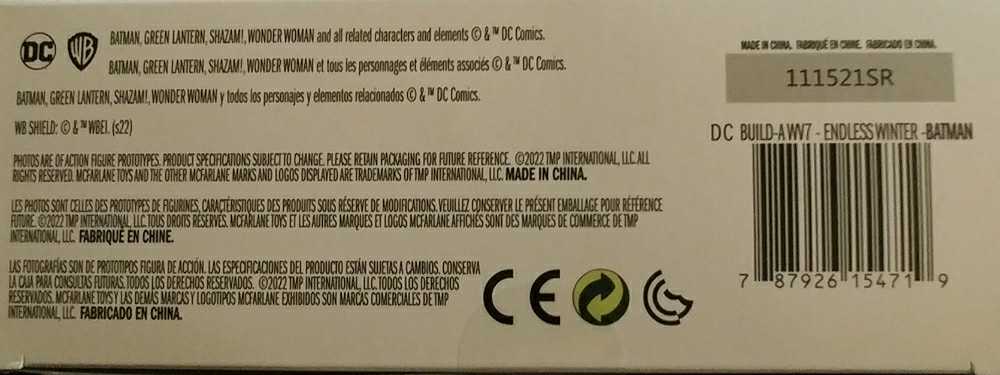 DC WB
BATMAN, GREEN LANTERN, SHAZAM!, WONDER WOMAN and all related characters and elements © & ™ DC Comics.
BATMAN, GREEN LANTERN, SHAZAM!, WONDER WOMAN et tous les personnages et éléments associés © & ™ DC Comics.
BATMAN, GREEN LANTERN, SHAZAM!, WONDER WOMAN y todos los personajes y elementos relacionados © & ™ DC Comics.
WB SHIELD: © & ™ WBEI. (s22)
PHOTOS ARE OF ACTION FIGURE PROTOTYPES. PRODUCT SPECIFICATIONS SUBJECT TO CHANGE. PLEASE RETAIN PACKAGING FOR FUTURE REFERENCE. ©2022 TMP INTERNATIONAL, LLC. ALL
RIGHTS RESERVED. MCFARLANE TOYS AND THE OTHER MCFARLANE MARKS AND LOGOS DISPLAYED ARE TRADEMARKS OF TMP INTERNATIONAL, LLC. MADE IN CHINA.
LES PHOTOS SONT CELLES DES PROTOTYPES DE FIGURINES, CARACTÉRISTIQUES DES PRODUITS SOUS RÉSERVE DE MODIFICATIONS. VEUILLEZ CONSERVER LE PRÉSENT EMBALLAGE POUR RÉFÉRENCE
FUTURE. ©2022 TMP INTERNATIONAL, LLC. TOUS DROITS RÉSERVÉS. MCFARLANE TOYS ET LES AUTRES MARQUES ET LOGOS MCFARLANE AFFICHÉS SONT DES MARQUES DE COMMERCE DE TMP
INTERNATIONAL, LLC. FABRIQUÉ EN CHINE.
LAS FOTOGRAFÍAS SON DE PROTOTIPOS FIGURA DE ACCIÓN. LAS ESPECIFICACIONES DEL PRODUCTO ESTÁN SUJETAS A CAMBIOS. CONSERVA
LA CAJA PARA CONSULTAS FUTURAS. TODOS LOS DERECHOS RESERVADOS. ©2022 TMP INTERNATIONAL, LLC. TODOS LOS DERECHOS
RESERVADOS. MCFARLANE TOYS Y LAS DEMÁS MARCAS Y LOGOTIPOS MCFARLANE EXHIBIDOS SON MARCAS COMERCIALES DE TMP
INTERNATIONAL, LLC. FABRICADO EN CHINA.
CE
MADE IN CHINA. FABRIQUÉ EN CHINE. FABRICADO EN CHINA.
111521SR
DC BUILD-A WV7 - ENDLESS WINTER -BATMAN
7 87926 15471 9